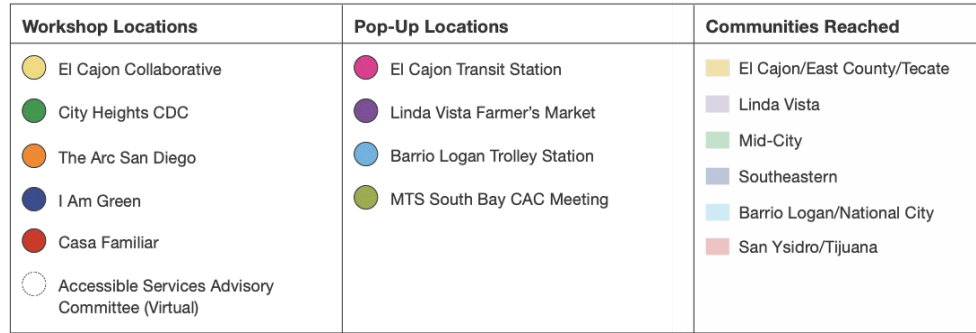 Workshop Locations
El Cajon Collaborative
City Heights CDC
The Arc San Diego
I Am Green
Casa Familiar
Accessible Services Advisory
Committee (Virtual)
Pop-Up Locations
El Cajon Transit Station
Linda Vista Farmer’s Market
Barrio Logan Trolley Station
MTS South Bay CAC Meeting
Communities Reached
El Cajon/East County/Tecate
Linda Vista
Mid-City
Southeastern
Barrio Logan/National City
San Ysidro/Tijuana